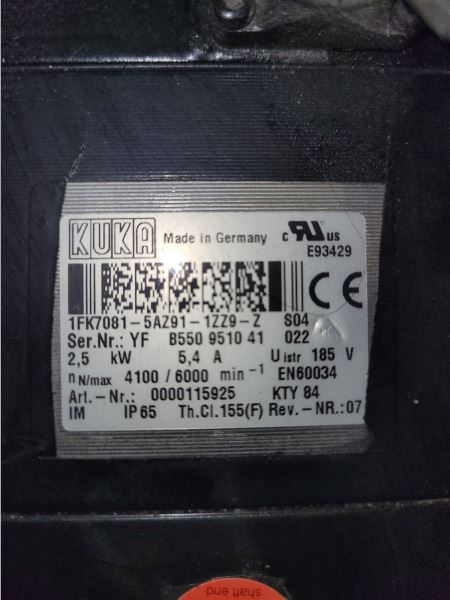 KUKA Made in Germany c RU us
E93429
CE
1FK7081-5AZ91-1ZZ9-Z S04
Ser.Nr.: YF B550 9510 41 022
2,5 kW 5,4 A U istr 185 V
n N/max 4100 / 6000 min⁻¹ EN60034
Art.-Nr.: 0000115925 KTY 84
IM IP 65 Th.Cl.155(F) Rev.-NR.:07
shaft end